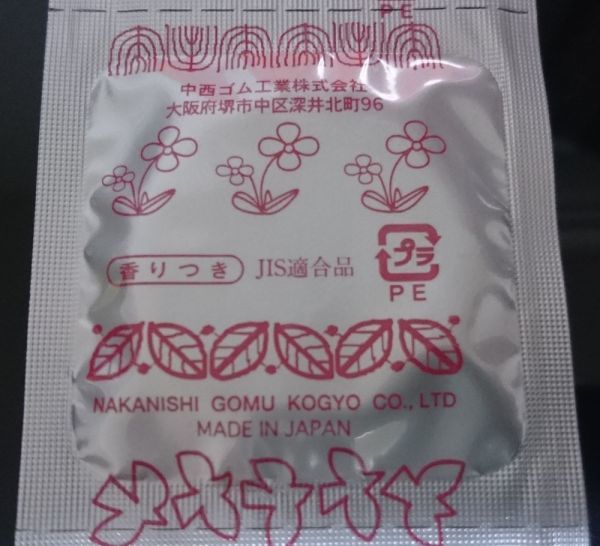 PE
中西ゴム工業株式会社
大阪府堺市中区深井北町96
香りつき JIS適合品
プラ
PE
NAKANISHI GOMU KOGYO CO., LTD
MADE IN JAPAN